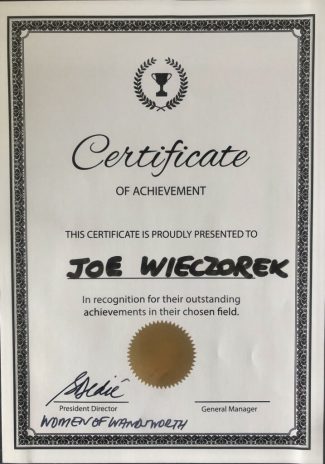 Certificate
OF ACHIEVEMENT
THIS CERTIFICATE IS PROUDLY PRESENTED TO
JOE WIECZOREK
In recognition for their outstanding
achievements in their chosen field.
President Director
General Manager
WOMEN OF WANDSWORTH